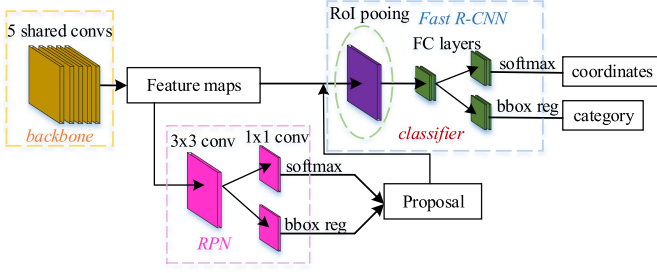 5 shared convs
backbone
Feature maps
RoI pooing
Fast R-CNN
FC layers
classifier
softmax
coordinates
bbox reg
category
3x3 conv
1x1 conv
softmax
bbox reg
RPN
Proposal